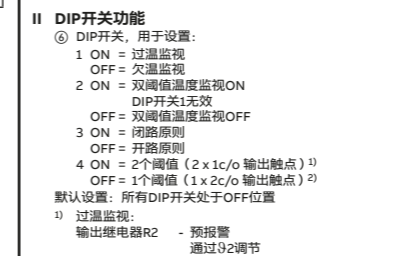 II DIP开关功能
⑥ DIP开关，用于设置：
1 ON = 过温监视
OFF = 欠温监视
2 ON = 双阈值温度监视ON
DIP开关1无效
OFF = 双阈值温度监视OFF
3 ON = 闭路原则
OFF = 开路原则
4 ON = 2个阈值（2 x 1c/o 输出触点）1)
OFF = 1个阈值（1 x 2c/o 输出触点）2)
默认设置：所有DIP开关处于OFF位置
1) 过温监视：
输出继电器R2 - 预报警
通过ϑ2调节